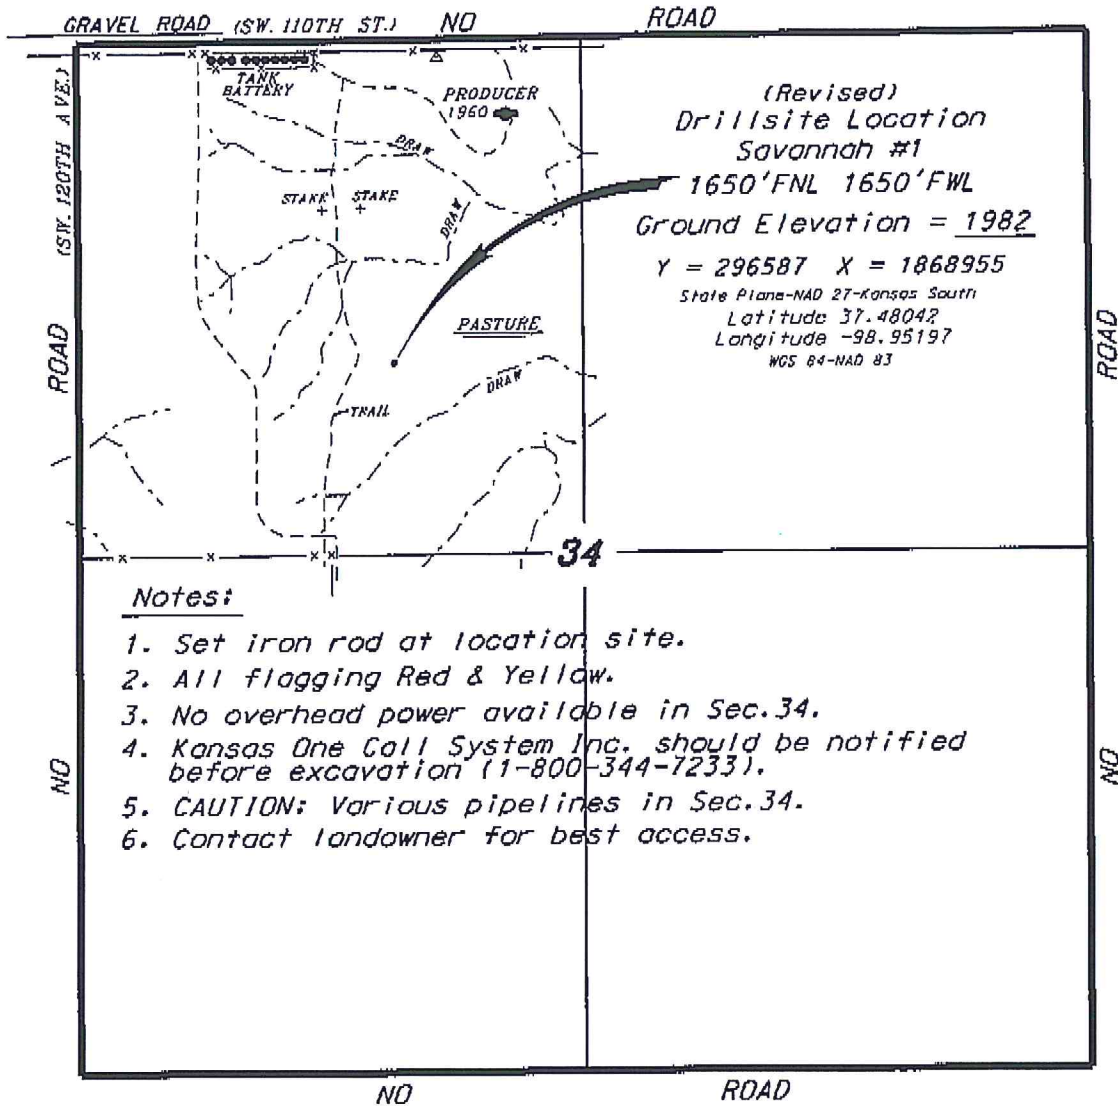 GRAVEL ROAD (SW. 110TH ST.) NO ROAD
(SW. 120TH AVE.)
ROAD
NO
TANK
BATTERY
PRODUCER
1960
DRAW
STAKE STAKE
DRAW
PASTURE
DRAW
TRAIL
(Revised)
Drillsite Location
Savannah #1
1650'FNL 1650'FWL
Ground Elevation = 1982
Y = 296587 X = 1868955
State Plane-NAD 27-Kansas South
Latitude 37.48042
Longitude -98.95197
WGS 84-NAD 83
ROAD
NO
34
Notes:
1. Set iron rod at location site.
2. All flagging Red & Yellow.
3. No overhead power available in Sec.34.
4. Kansas One Call System Inc. should be notified
before excavation (1-800-344-7233).
5. CAUTION: Various pipelines in Sec.34.
6. Contact landowner for best access.
NO ROAD